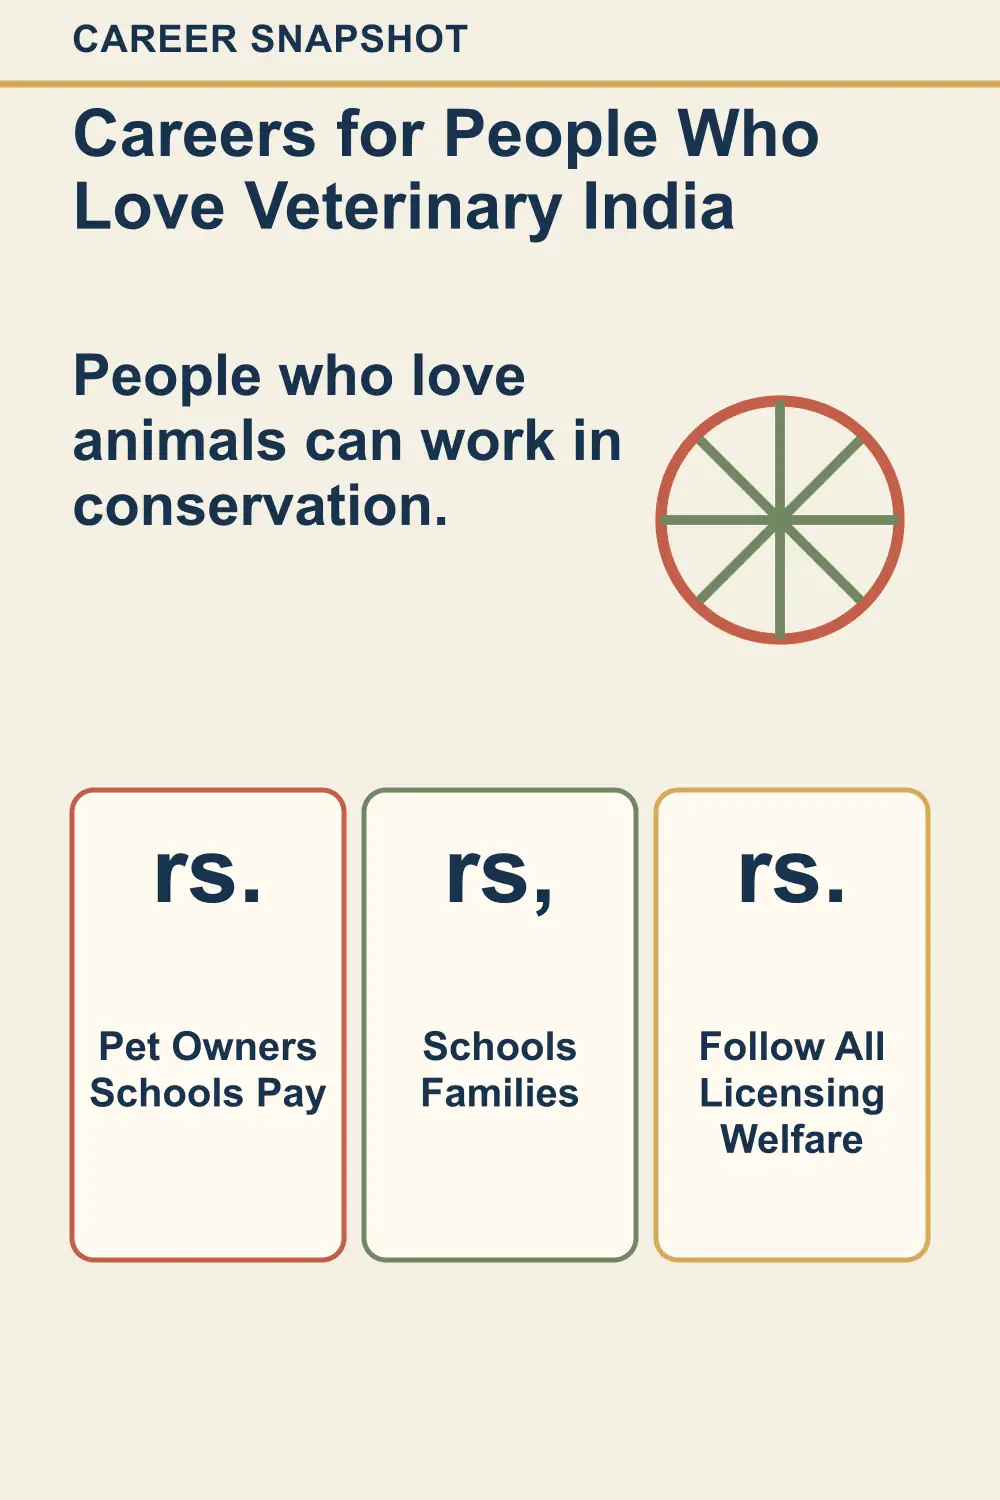 CAREER SNAPSHOT
Careers for People Who
Love Veterinary India
People who love
animals can work in
conservation.
rs.
Pet Owners
Schools Pay
rs,
Schools
Families
rs.
Follow All
Licensing
Welfare